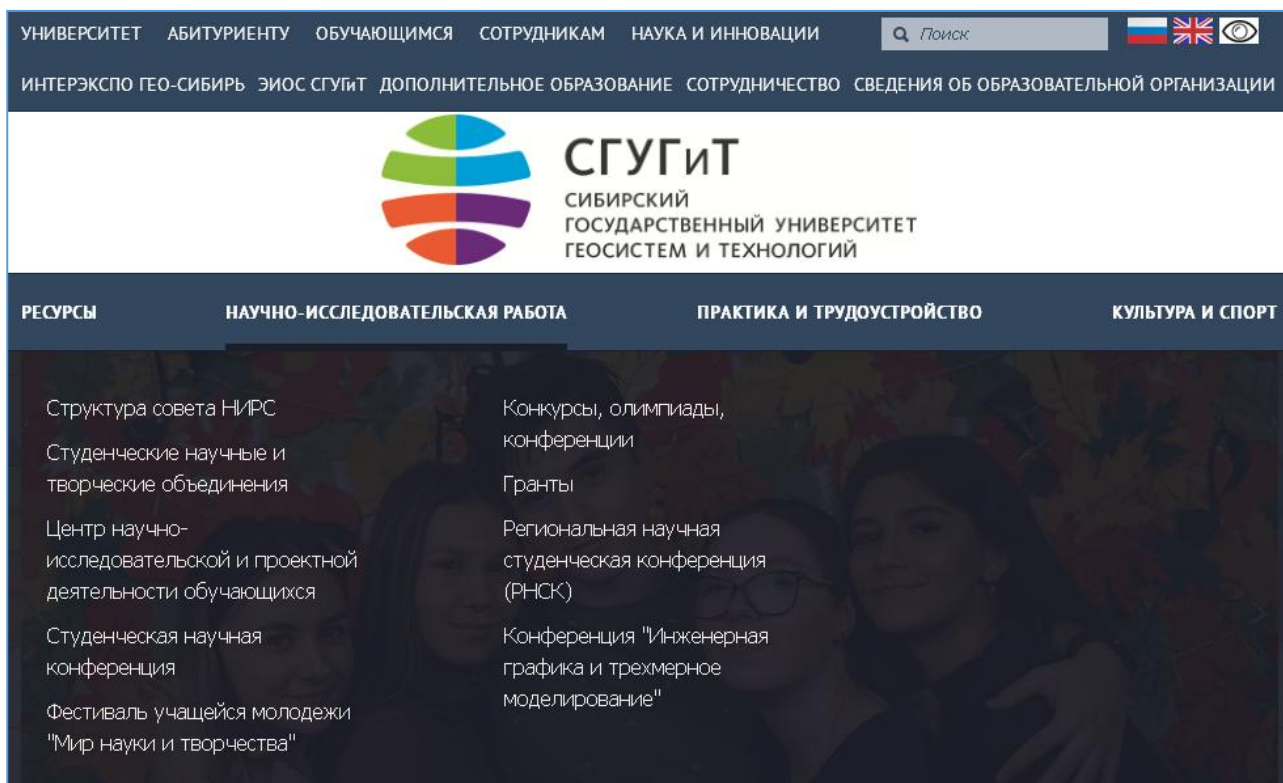 УНИВЕРСИТЕТ АБИТУРИЕНТУ ОБУЧАЮЩИМСЯ СОТРУДНИКАМ НАУКА И ИННОВАЦИИ Поиск
ИНТЕРЭКСПО ГЕО-СИБИРЬ ЭИОС СГУГиТ ДОПОЛНИТЕЛЬНОЕ ОБРАЗОВАНИЕ СОТРУДНИЧЕСТВО СВЕДЕНИЯ ОБ ОБРАЗОВАТЕЛЬНОЙ ОРГАНИЗАЦИИ
СГУГиТ
СИБИРСКИЙ
ГОСУДАРСТВЕННЫЙ УНИВЕРСИТЕТ
ГЕОСИСТЕМ И ТЕХНОЛОГИЙ
РЕСУРСЫ НАУЧНО-ИССЛЕДОВАТЕЛЬСКАЯ РАБОТА ПРАКТИКА И ТРУДОУСТРОЙСТВО КУЛЬТУРА И СПОРТ
Структура совета НИРС
Студенческие научные и
творческие объединения
Центр научно-
исследовательской и проектной
деятельности обучающихся
Студенческая научная
конференция
Фестиваль учащейся молодежи
"Мир науки и творчества"
Конкурсы, олимпиады,
конференции
Гранты
Региональная научная
студенческая конференция
(РНСК)
Конференция "Инженерная
графика и трехмерное
моделирование"